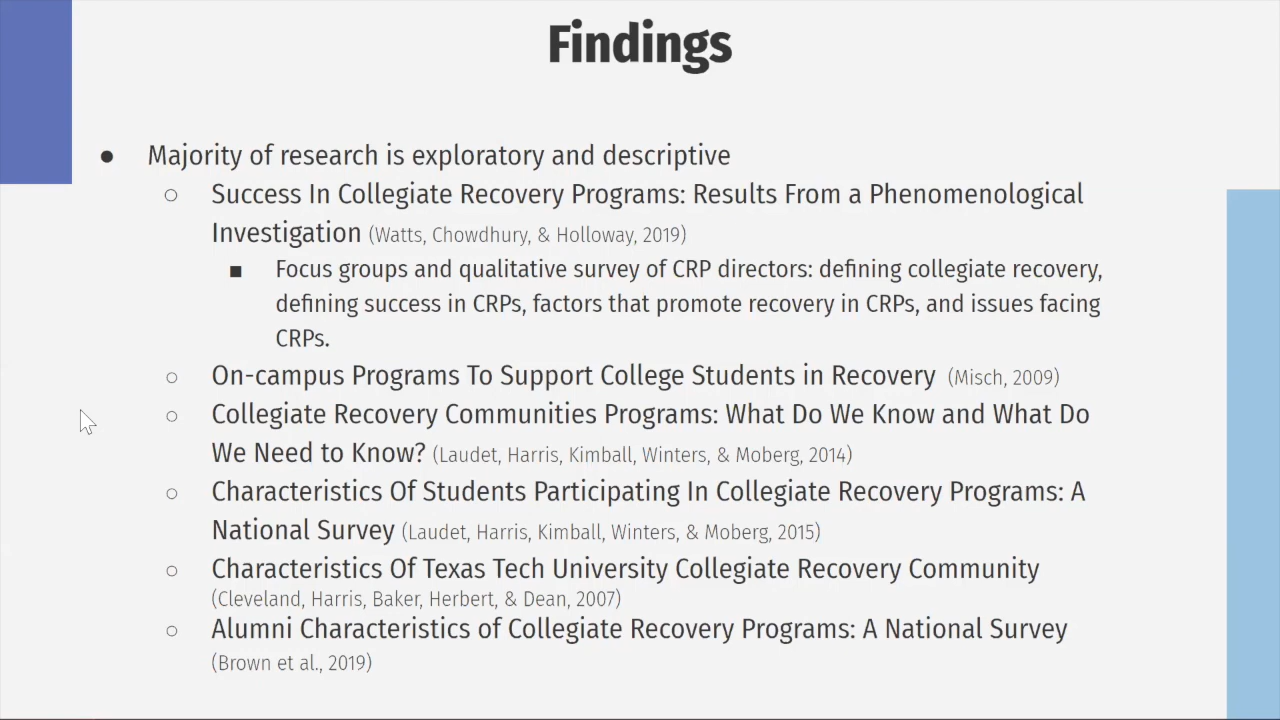 Findings
● Majority of research is exploratory and descriptive
○ Success In Collegiate Recovery Programs: Results From a Phenomenological
Investigation (Watts, Chowdhury, & Holloway, 2019)
■ Focus groups and qualitative survey of CRP directors: defining collegiate recovery,
defining success in CRPs, factors that promote recovery in CRPs, and issues facing
CRPs.
○ On-campus Programs To Support College Students in Recovery (Misch, 2009)
○ Collegiate Recovery Communities Programs: What Do We Know and What Do
We Need to Know? (Laudet, Harris, Kimball, Winters, & Moberg, 2014)
○ Characteristics Of Students Participating In Collegiate Recovery Programs: A
National Survey (Laudet, Harris, Kimball, Winters, & Moberg, 2015)
○ Characteristics Of Texas Tech University Collegiate Recovery Community
(Cleveland, Harris, Baker, Herbert, & Dean, 2007)
○ Alumni Characteristics of Collegiate Recovery Programs: A National Survey
(Brown et al., 2019)